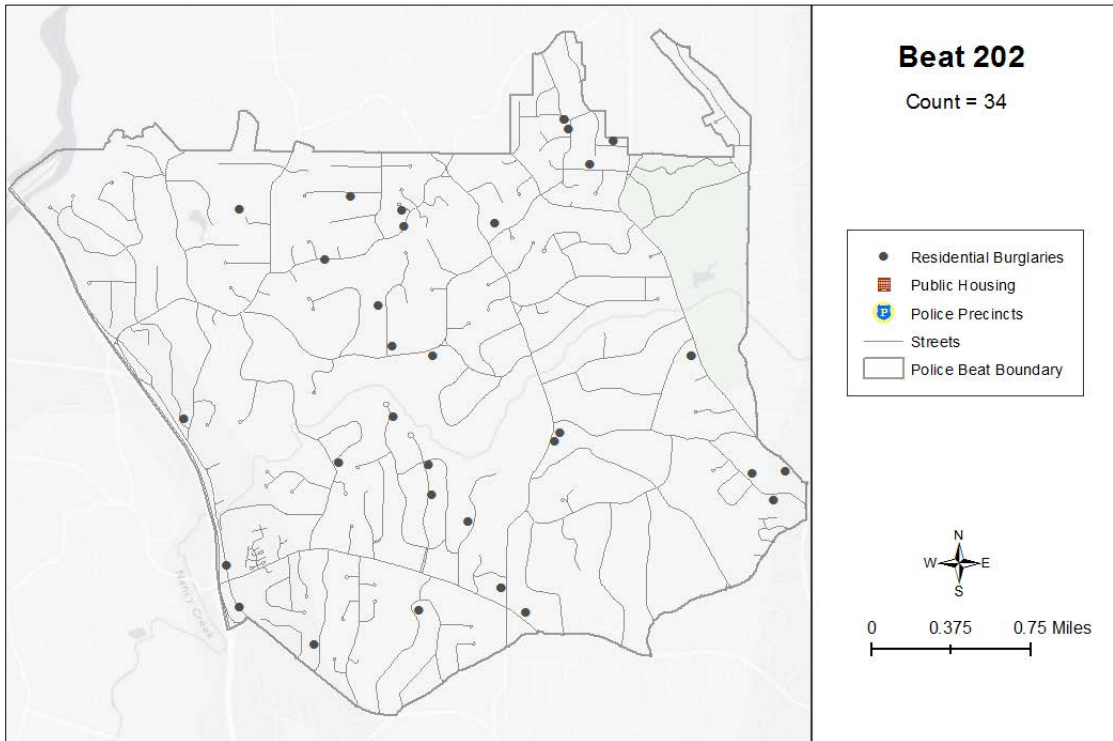 Beat 202
Count = 34
Residential Burglaries
Public Housing
P
Police Precincts
Streets
Police Beat Boundary
N
W
E
S
0
0.375
0.75 Miles
Nancy Creek